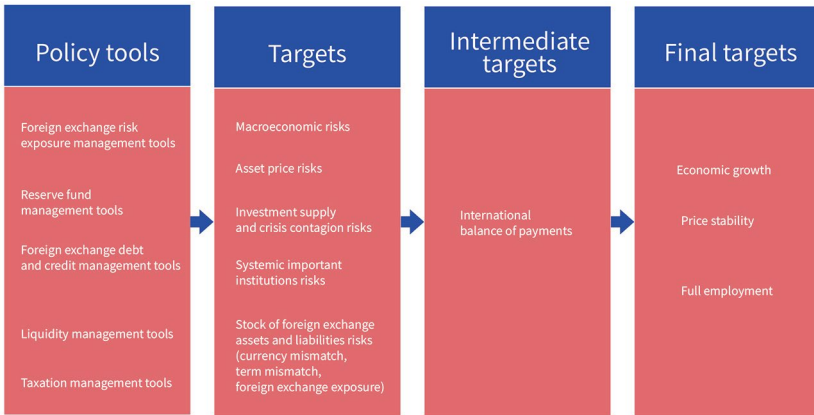 Policy tools
Foreign exchange risk
exposure management tools
Reserve fund
management tools
Foreign exchange debt
and credit management tools
Liquidity management tools
Taxation management tools
Targets
Macroeconomic risks
Asset price risks
Investment supply
and crisis contagion risks
Systemic important
institutions risks
Stock of foreign exchange
assets and liabilities risks
(currency mismatch,
term mismatch,
foreign exchange exposure)
Intermediate
targets
International
balance of payments
Final targets
Economic growth
Price stability
Full employment